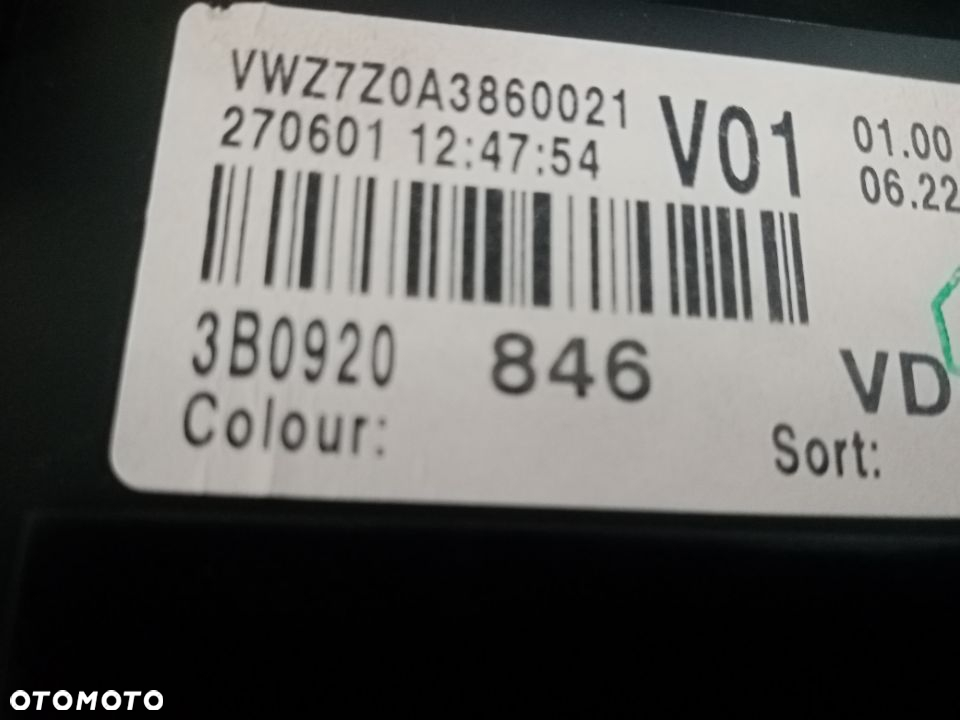 VWZ7Z0A3860021
270601 12:47:54
V01
01.00
06.22
3B0920 846
VD
Colour:
Sort:
OTOMOTO